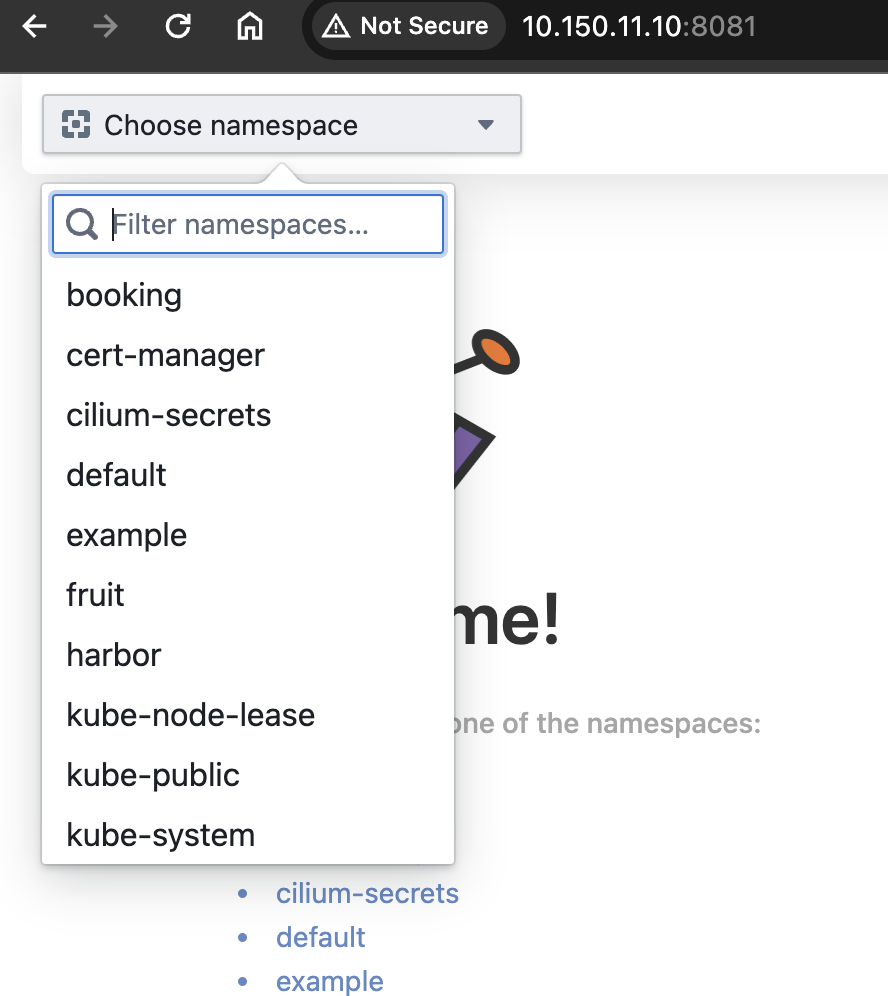 Not Secure 10.150.11.10:8081
Choose namespace
Filter namespaces...
booking
cert-manager
cilium-secrets
default
example
fruit
harbor
kube-node-lease
kube-public
kube-system
me!
one of the namespaces:
cilium-secrets
default
example